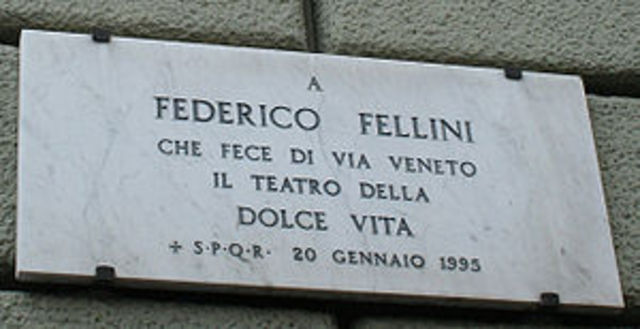 A
FEDERICO FELLINI
CHE FECE DI VIA VENETO
IL TEATRO DELLA
DOLCE VITA
✢ S·P·Q·R· 20 GENNAIO 1995